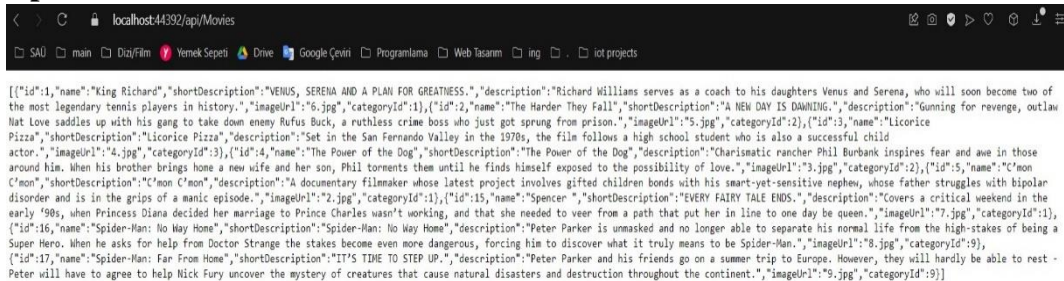 localhost:44392/api/Movies
SAÜ main Dizi/Film Yemek Sepeti Drive Google Çeviri Programlama Web Tasarım ing . iot projects
[{"id":1,"name":"King Richard","shortDescription":"VENUS, SERENA AND A PLAN FOR GREATNESS.","description":"Richard Williams serves as a coach to his daughters Venus and Serena, who will soon become two of
the most legendary tennis players in history.","imageUrl":"6.jpg","categoryId":1},{"id":2,"name":"The Harder They Fall","shortDescription":"A NEW DAY IS DAWNING.","description":"Gunning for revenge, outlaw
Nat Love saddles up with his gang to take down enemy Rufus Buck, a ruthless crime boss who just got sprung from prison.","imageUrl":"5.jpg","categoryId":2},{"id":3,"name":"Licorice
Pizza","shortDescription":"Licorice Pizza","description":"Set in the San Fernando Valley in the 1970s, the film follows a high school student who is also a successful child
actor.","imageUrl":"4.jpg","categoryId":3},{"id":4,"name":"The Power of the Dog","shortDescription":"The Power of the Dog","description":"Charismatic rancher Phil Burbank inspires fear and awe in those
around him. When his brother brings home a new wife and her son, Phil torments them until he finds himself exposed to the possibility of love.","imageUrl":"3.jpg","categoryId":2},{"id":5,"name":"C'mon
C'mon","shortDescription":"C'mon C'mon","description":"A documentary filmmaker whose latest project involves gifted children bonds with his smart-yet-sensitive nephew, whose father struggles with bipolar
disorder and is in the grips of a manic episode.","imageUrl":"2.jpg","categoryId":1},{"id":15,"name":"Spencer ","shortDescription":"EVERY FAIRY TALE ENDS.","description":"Covers a critical weekend in the
early '90s, when Princess Diana decided her marriage to Prince Charles wasn't working, and that she needed to veer from a path that put her in line to one day be queen.","imageUrl":"7.jpg","categoryId":1},
{"id":16,"name":"Spider-Man: No Way Home","shortDescription":"Spider-Man: No Way Home","description":"Peter Parker is unmasked and no longer able to separate his normal life from the high-stakes of being a
Super Hero. When he asks for help from Doctor Strange the stakes become even more dangerous, forcing him to discover what it truly means to be Spider-Man.","imageUrl":"8.jpg","categoryId":9},
{"id":17,"name":"Spider-Man: Far From Home","shortDescription":"IT'S TIME TO STEP UP.","description":"Peter Parker and his friends go on a summer trip to Europe. However, they will hardly be able to rest -
Peter will have to agree to help Nick Fury uncover the mystery of creatures that cause natural disasters and destruction throughout the continent.","imageUrl":"9.jpg","categoryId":9}]